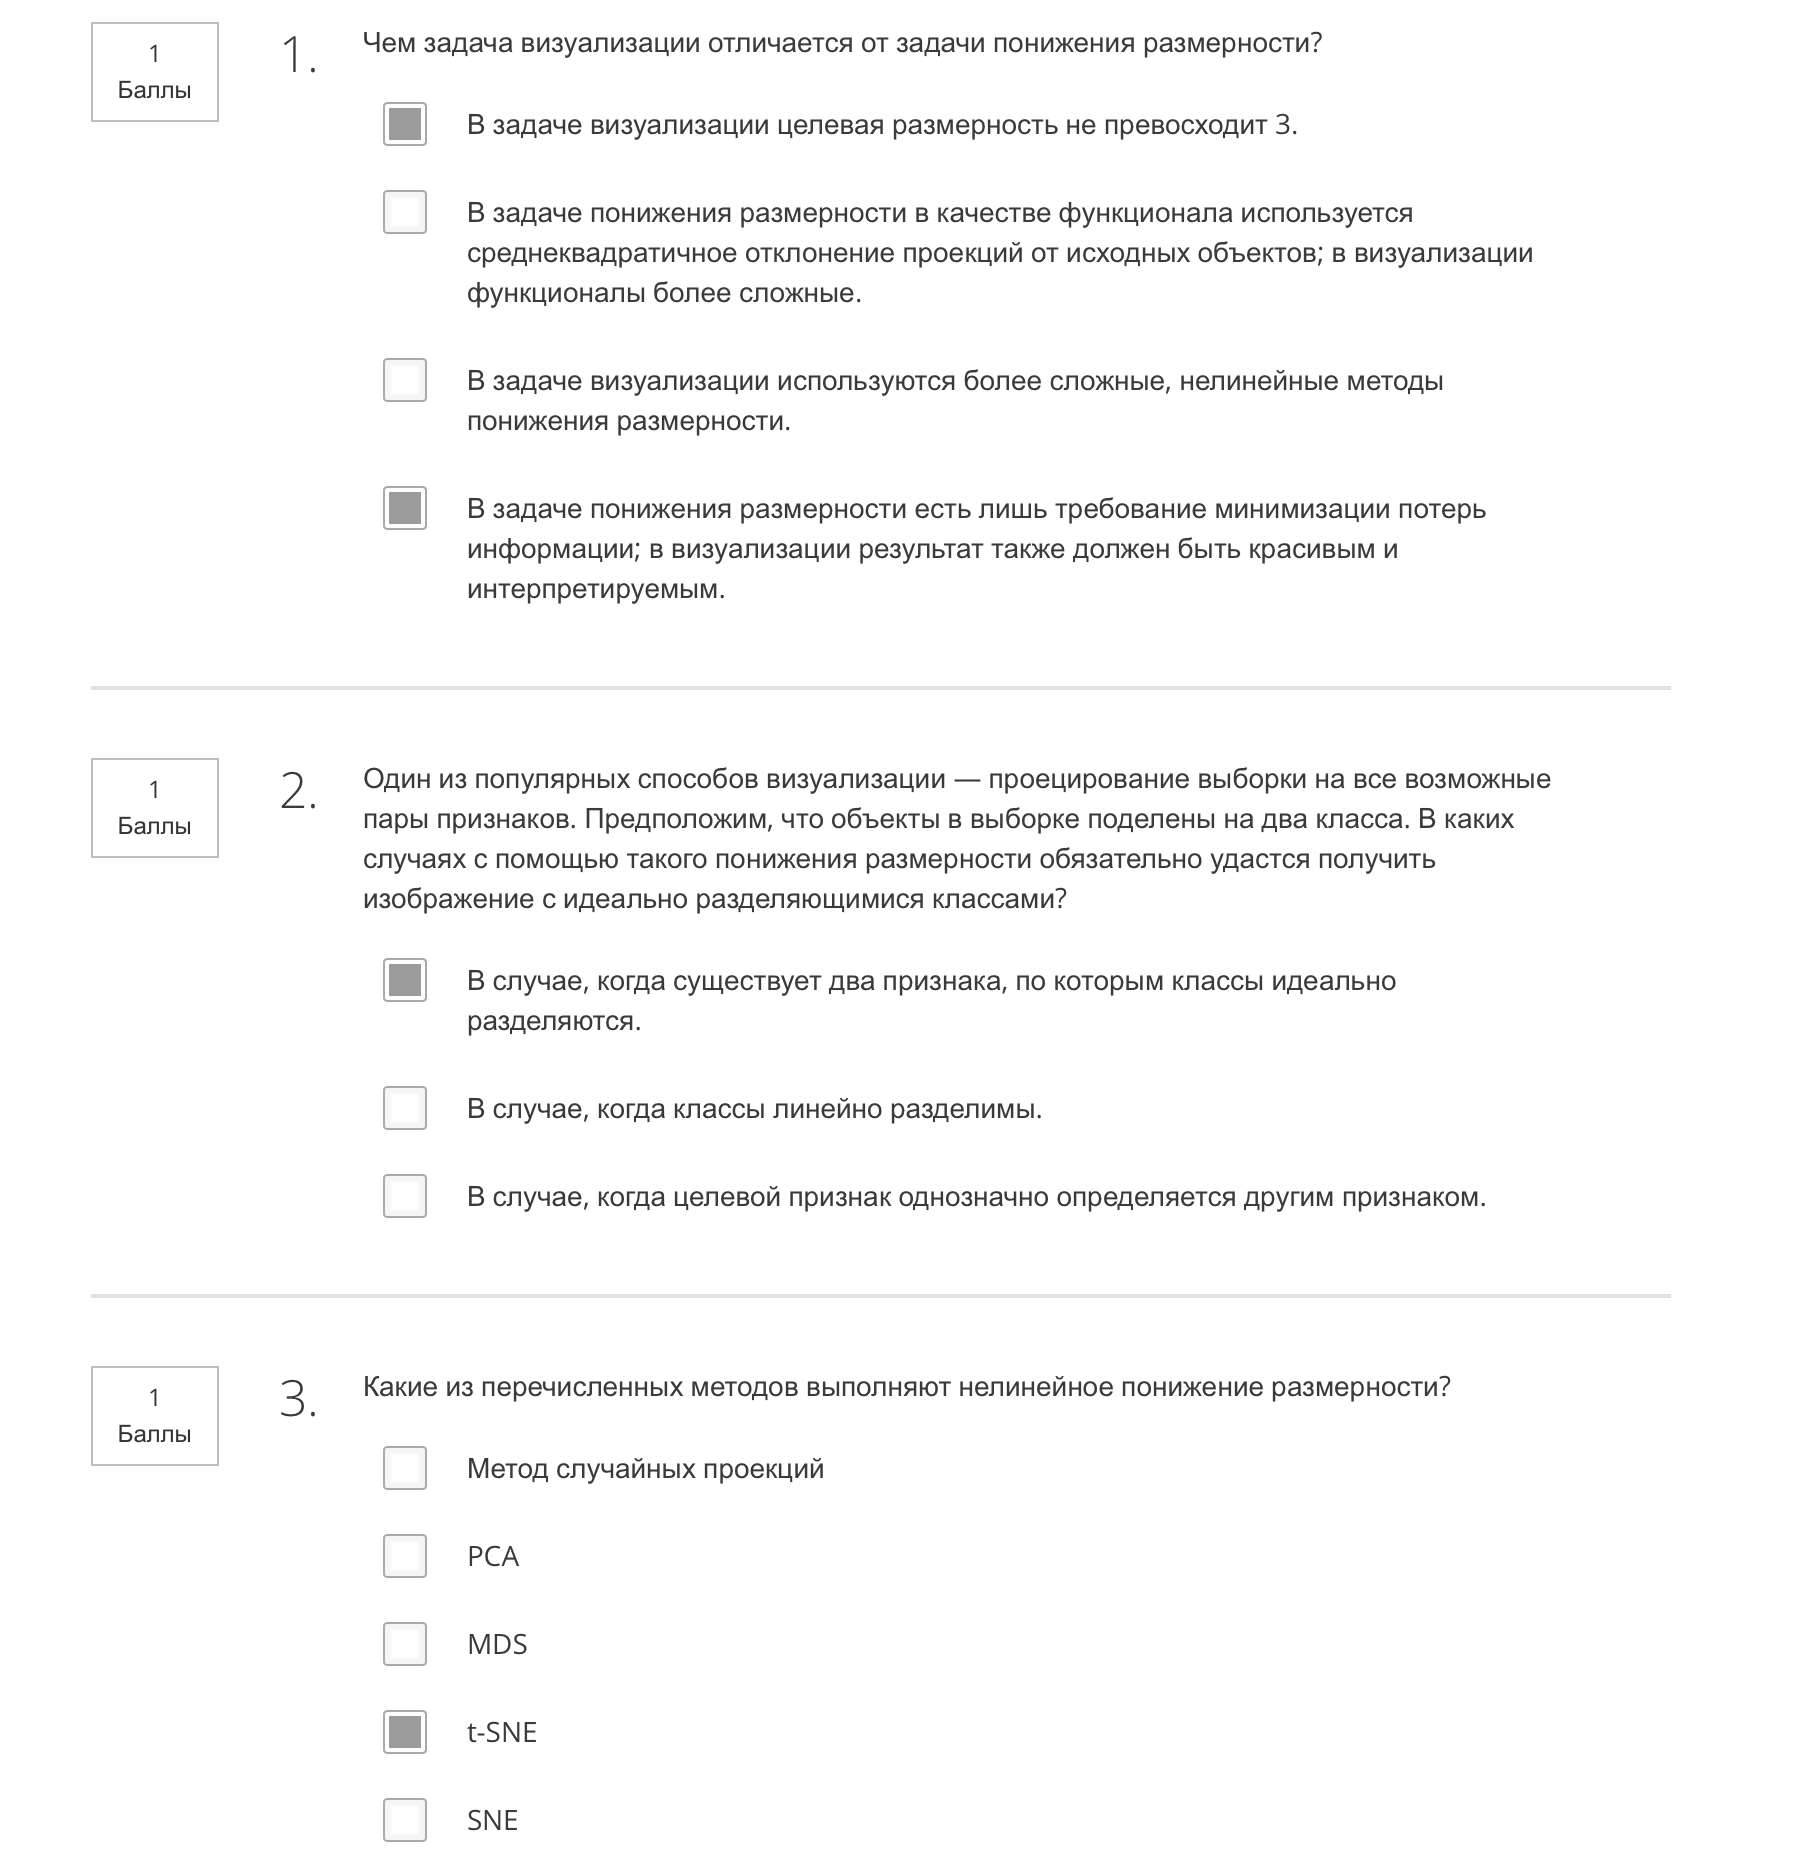 1
Баллы
1.
Чем задача визуализации отличается от задачи понижения размерности?
В задаче визуализации целевая размерность не превосходит 3.
В задаче понижения размерности в качестве функционала используется
среднеквадратичное отклонение проекций от исходных объектов; в визуализации
функционалы более сложные.
В задаче визуализации используются более сложные, нелинейные методы
понижения размерности.
В задаче понижения размерности есть лишь требование минимизации потерь
информации; в визуализации результат также должен быть красивым и
интерпретируемым.
1
Баллы
2.
Один из популярных способов визуализации — проецирование выборки на все возможные
пары признаков. Предположим, что объекты в выборке поделены на два класса. В каких
случаях с помощью такого понижения размерности обязательно удастся получить
изображение с идеально разделяющимися классами?
В случае, когда существует два признака, по которым классы идеально
разделяются.
В случае, когда классы линейно разделимы.
В случае, когда целевой признак однозначно определяется другим признаком.
1
Баллы
3.
Какие из перечисленных методов выполняют нелинейное понижение размерности?
Метод случайных проекций
PCA
MDS
t-SNE
SNE